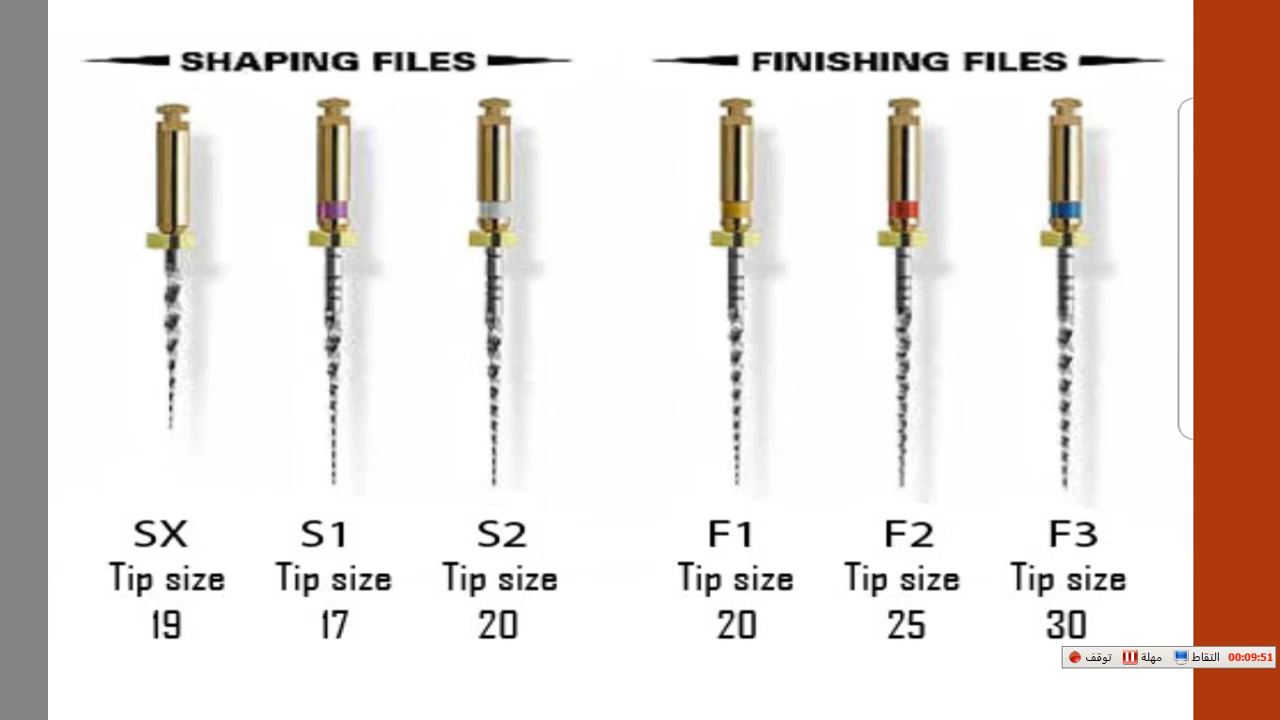 SHAPING FILES
FINISHING FILES
SX
Tip size
19
S1
Tip size
17
S2
Tip size
20
F1
Tip size
20
F2
Tip size
25
F3
Tip size
30
توقف مهلة التقاط 00:09:51